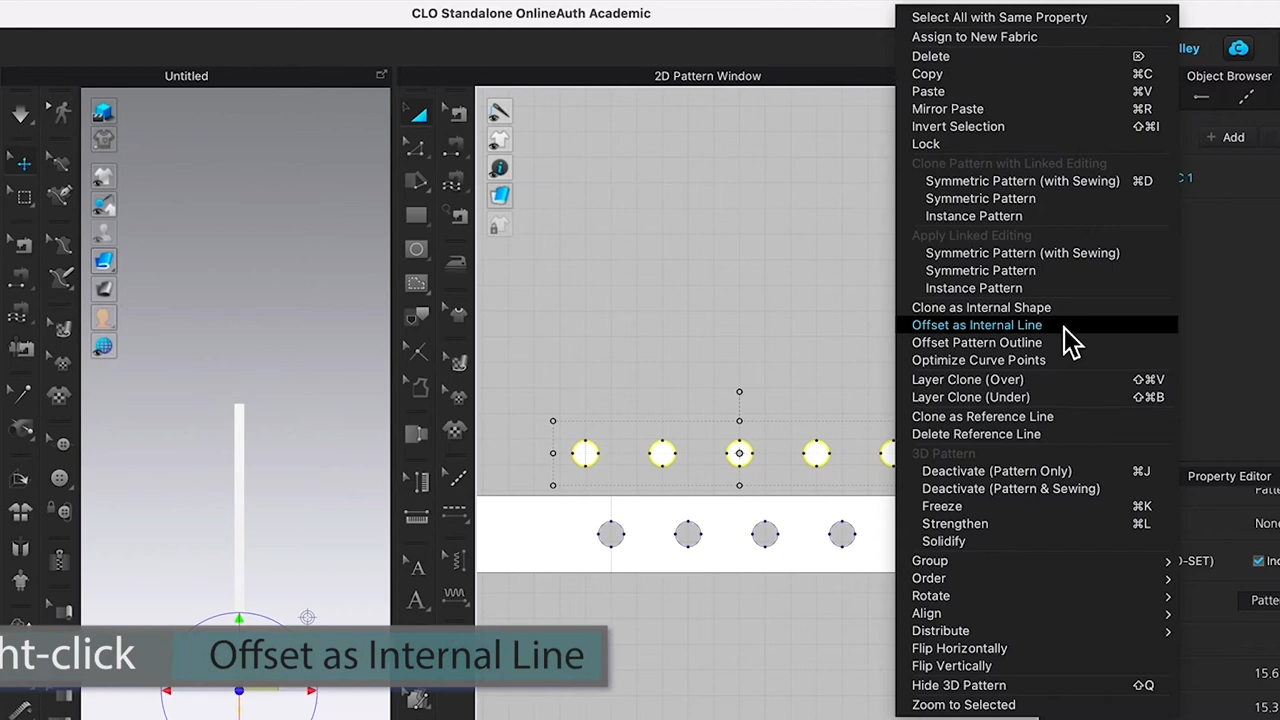 CLO Standalone OnlineAuth Academic
Untitled
2D Pattern Window
Select All with Same Property
Assign to New Fabric
Delete
Copy ⌘C
Paste ⌘V
Mirror Paste ⌘R
Invert Selection ⇧⌘I
Lock
Clone Pattern with Linked Editing
Symmetric Pattern (with Sewing) ⌘D
Symmetric Pattern
Instance Pattern
Apply Linked Editing
Symmetric Pattern (with Sewing)
Symmetric Pattern
Instance Pattern
Clone as Internal Shape
Offset as Internal Line
Offset Pattern Outline
Optimize Curve Points
Layer Clone (Over) ⇧⌘V
Layer Clone (Under) ⇧⌘B
Clone as Reference Line
Delete Reference Line
3D Pattern
Deactivate (Pattern Only) ⌘J
Deactivate (Pattern & Sewing)
Freeze ⌘K
Strengthen ⌘L
Solidify
Group
Order
Rotate
Align
Distribute
Flip Horizontally
Flip Vertically
Hide 3D Pattern ⇧Q
Zoom to Selected
lley
Object Browser
+ Add
C 1
Property Editor
None
0-SET)
Inc
Patte
15.6
15.3
ht-click
Offset as Internal Line